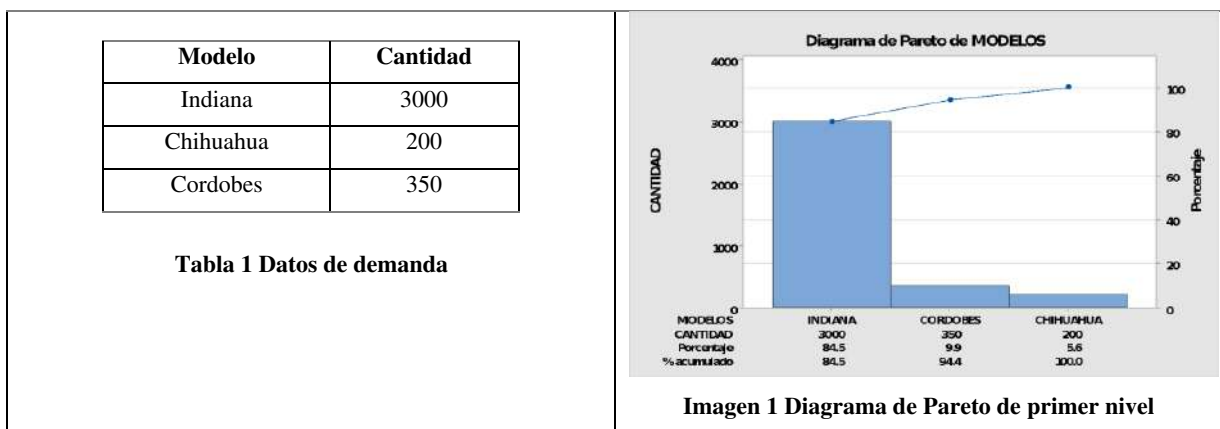 Modelo Cantidad
Indiana 3000
Chihuahua 200
Cordobes 350
Tabla 1 Datos de demanda
Diagrama de Pareto de MODELOS
4000
3000
2000
1000
0
CANTIDAD
100
80
60
40
20
0
Porcentaje
MODELOS INDIANA CORDOBES CHIHUAHUA
CANTIDAD 3000 350 200
Porcentaje 84.5 9.9 5.6
% acumulado 84.5 94.4 100.0
Imagen 1 Diagrama de Pareto de primer nivel